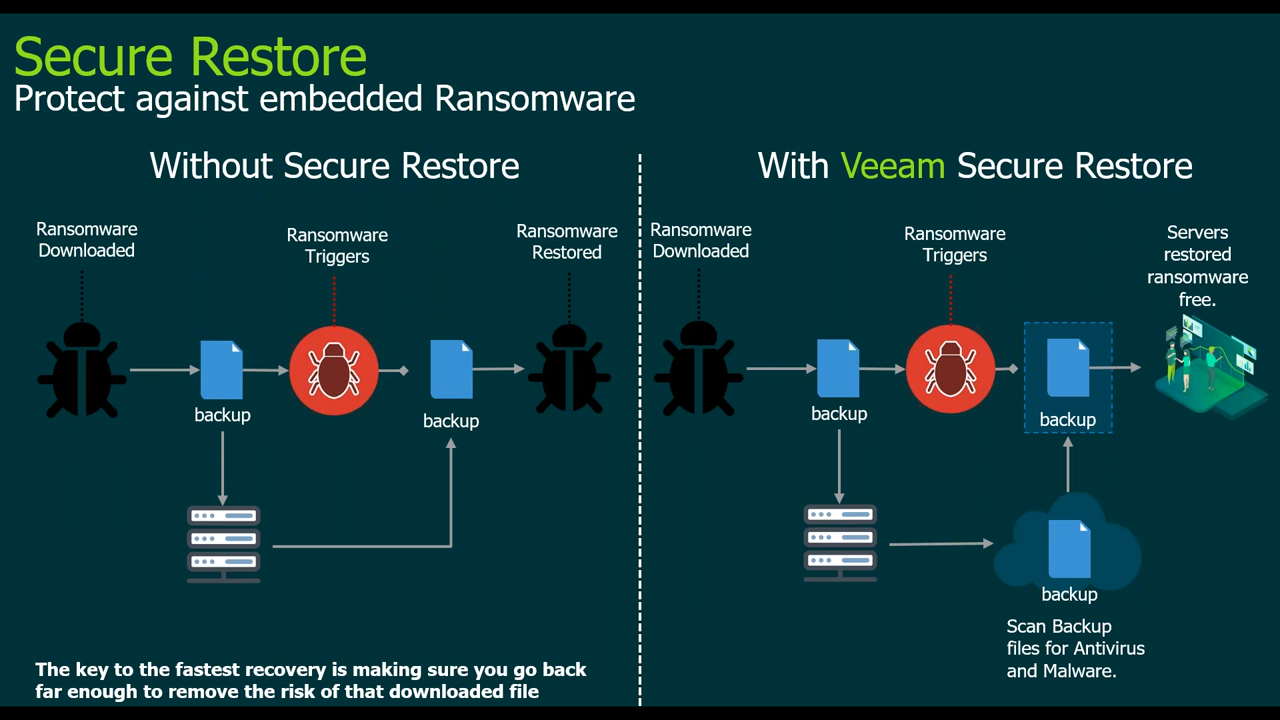 Secure Restore
Protect against embedded Ransomware
Without Secure Restore
Ransomware
Downloaded
Ransomware
Triggers
Ransomware
Restored
backup
backup
The key to the fastest recovery is making sure you go back
far enough to remove the risk of that downloaded file
With Veeam Secure Restore
Ransomware
Downloaded
Ransomware
Triggers
Servers
restored
ransomware
free.
backup
backup
backup
Scan Backup
files for Antivirus
and Malware.